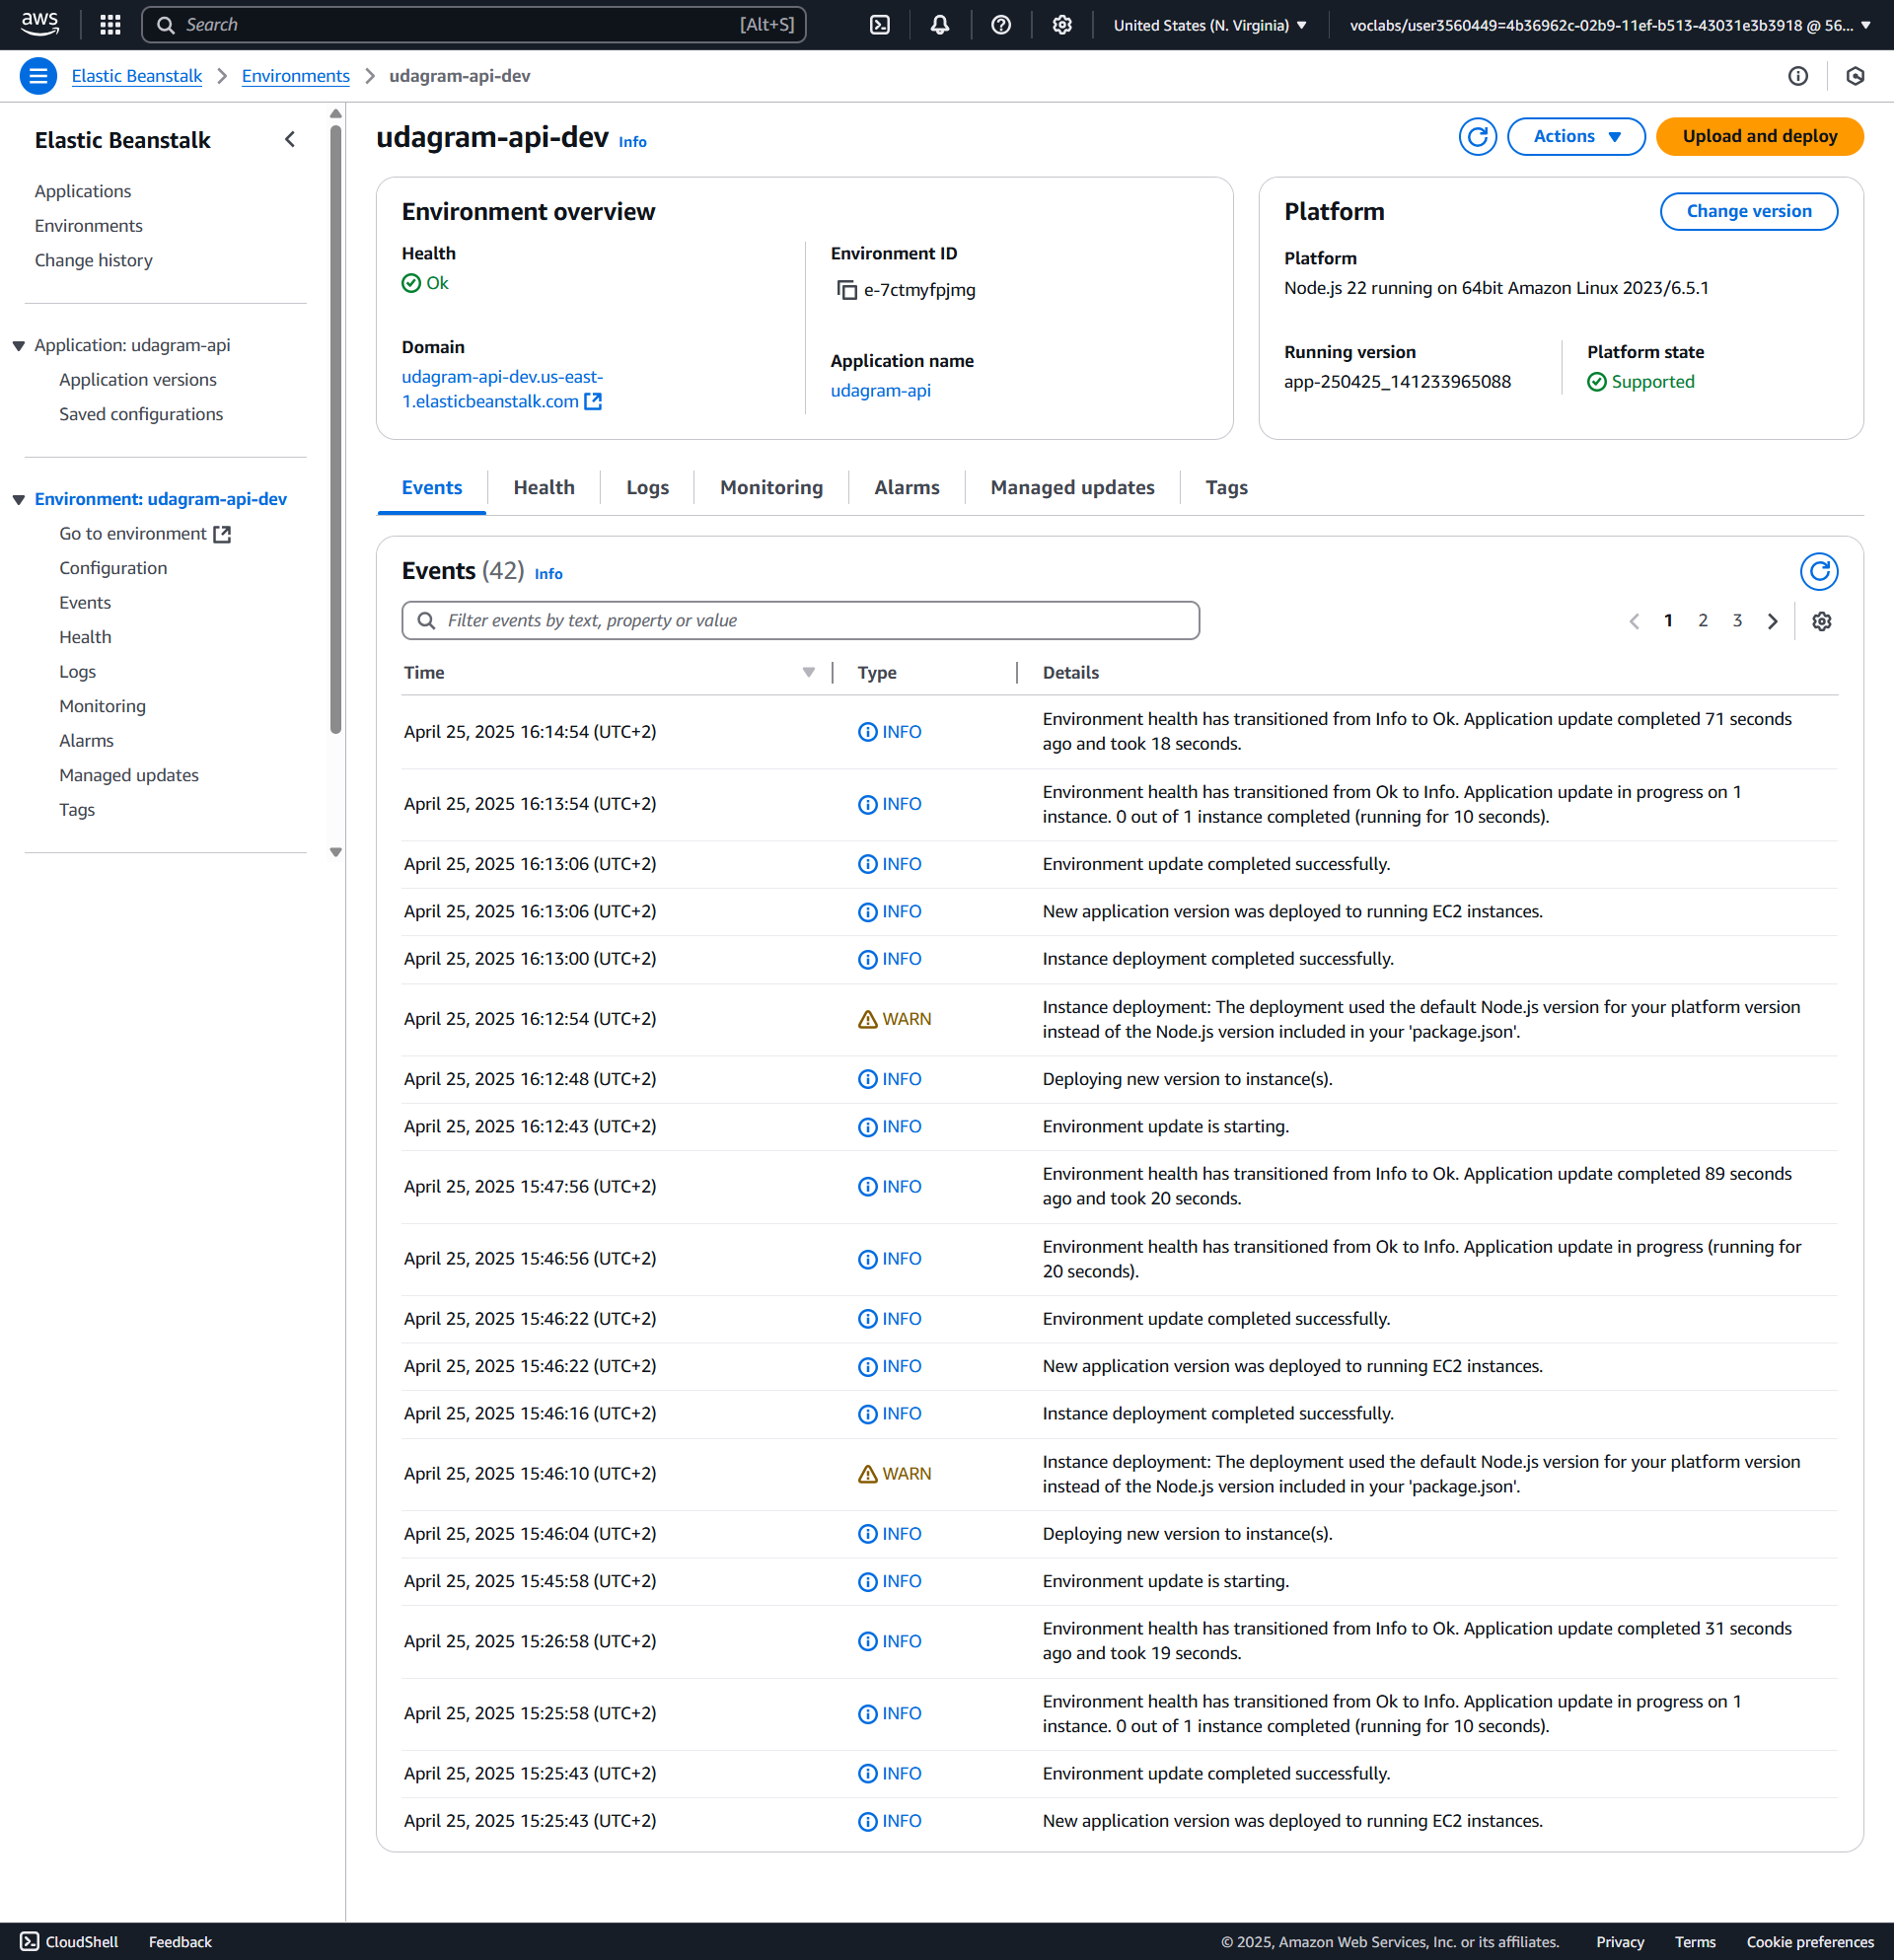 aws
Search
[Alt+S]
United States (N. Virginia)
voclabs/user3560449=4b36962c-02b9-11ef-b513-43031e3b3918 @ 56...
Elastic Beanstalk
Environments
udagram-api-dev
Elastic Beanstalk
Applications
Environments
Change history
Application: udagram-api
Application versions
Saved configurations
Environment: udagram-api-dev
Go to environment
Configuration
Events
Health
Logs
Monitoring
Alarms
Managed updates
Tags
udagram-api-dev Info
Actions
Upload and deploy
Environment overview
Health
Ok
Domain
udagram-api-dev.us-east-
1.elasticbeanstalk.com
Environment ID
e-7ctmyfpjmg
Application name
udagram-api
Platform
Change version
Platform
Node.js 22 running on 64bit Amazon Linux 2023/6.5.1
Running version
app-250425_141233965088
Platform state
Supported
Events
Health
Logs
Monitoring
Alarms
Managed updates
Tags
Events (42) Info
Filter events by text, property or value
1 2 3
Time Type Details
April 25, 2025 16:14:54 (UTC+2) INFO Environment health has transitioned from Info to Ok. Application update completed 71 seconds
ago and took 18 seconds.
April 25, 2025 16:13:54 (UTC+2) INFO Environment health has transitioned from Ok to Info. Application update in progress on 1
instance. 0 out of 1 instance completed (running for 10 seconds).
April 25, 2025 16:13:06 (UTC+2) INFO Environment update completed successfully.
April 25, 2025 16:13:06 (UTC+2) INFO New application version was deployed to running EC2 instances.
April 25, 2025 16:13:00 (UTC+2) INFO Instance deployment completed successfully.
April 25, 2025 16:12:54 (UTC+2) WARN Instance deployment: The deployment used the default Node.js version for your platform version
instead of the Node.js version included in your 'package.json'.
April 25, 2025 16:12:48 (UTC+2) INFO Deploying new version to instance(s).
April 25, 2025 16:12:43 (UTC+2) INFO Environment update is starting.
April 25, 2025 15:47:56 (UTC+2) INFO Environment health has transitioned from Info to Ok. Application update completed 89 seconds
ago and took 20 seconds.
April 25, 2025 15:46:56 (UTC+2) INFO Environment health has transitioned from Ok to Info. Application update in progress (running for
20 seconds).
April 25, 2025 15:46:22 (UTC+2) INFO Environment update completed successfully.
April 25, 2025 15:46:22 (UTC+2) INFO New application version was deployed to running EC2 instances.
April 25, 2025 15:46:16 (UTC+2) INFO Instance deployment completed successfully.
April 25, 2025 15:46:10 (UTC+2) WARN Instance deployment: The deployment used the default Node.js version for your platform version
instead of the Node.js version included in your 'package.json'.
April 25, 2025 15:46:04 (UTC+2) INFO Deploying new version to instance(s).
April 25, 2025 15:45:58 (UTC+2) INFO Environment update is starting.
April 25, 2025 15:26:58 (UTC+2) INFO Environment health has transitioned from Info to Ok. Application update completed 31 seconds
ago and took 19 seconds.
April 25, 2025 15:25:58 (UTC+2) INFO Environment health has transitioned from Ok to Info. Application update in progress on 1
instance. 0 out of 1 instance completed (running for 10 seconds).
April 25, 2025 15:25:43 (UTC+2) INFO Environment update completed successfully.
April 25, 2025 15:25:43 (UTC+2) INFO New application version was deployed to running EC2 instances.
CloudShell
Feedback
© 2025, Amazon Web Services, Inc. or its affiliates.
Privacy
Terms
Cookie preferences